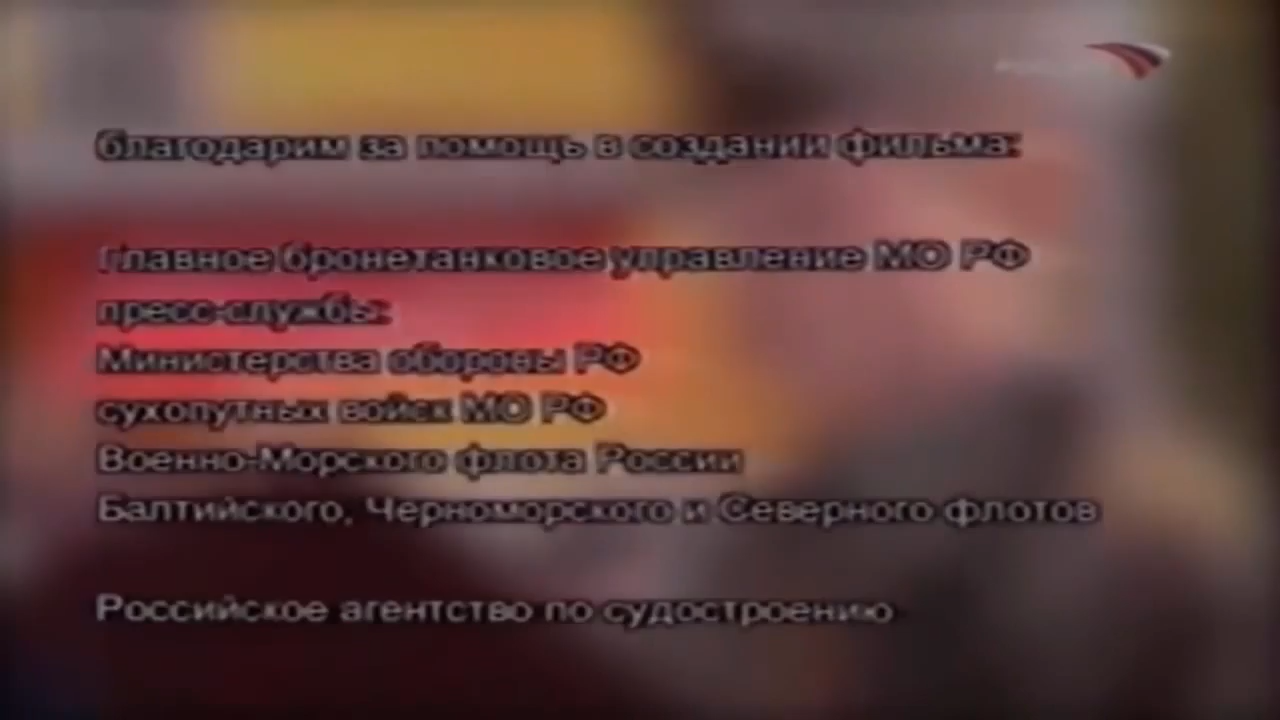 благодарим за помощь в создании фильма:
Главное бронетанковое управление МО РФ
пресс-службы:
Министерства обороны РФ
сухопутных войск МО РФ
Военно-Морского флота России
Балтийского, Черноморского и Северного флотов
Российское агентство по судостроению